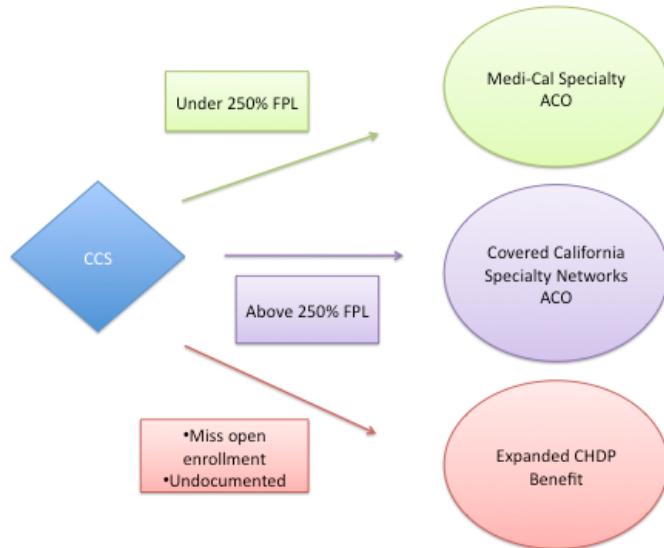 Medi-Cal Specialty
ACO
Under 250% FPL
CCS
Covered California
Specialty Networks
ACO
Above 250% FPL
•Miss open
enrollment
•Undocumented
Expanded CHDP
Benefit